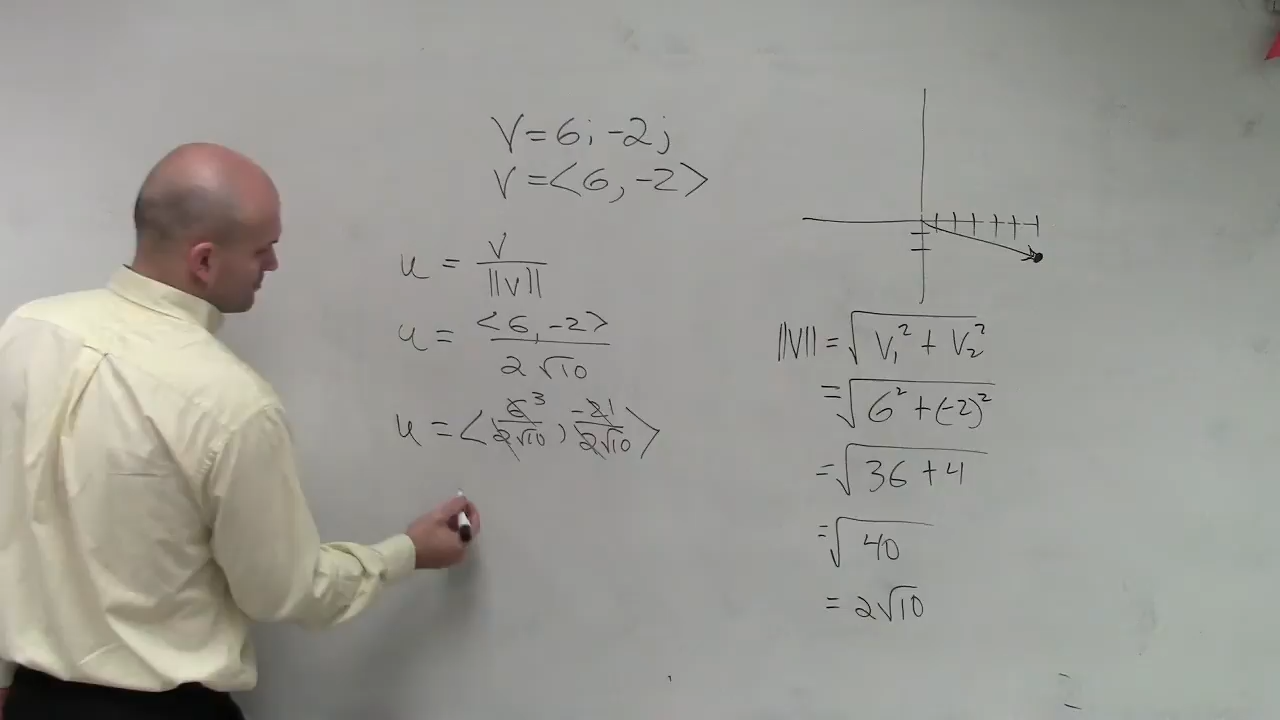 V = 6i - 2j
V = <6, -2>
u = V / ||V||
u = <6, -2> / 2√10
u = <6 3 / 2√10, -2 1 / 2√10>
||V|| = √(V₁² + V₂²)
= √(6² + (-2)²)
= √(36 + 4)
= √40
= 2√10